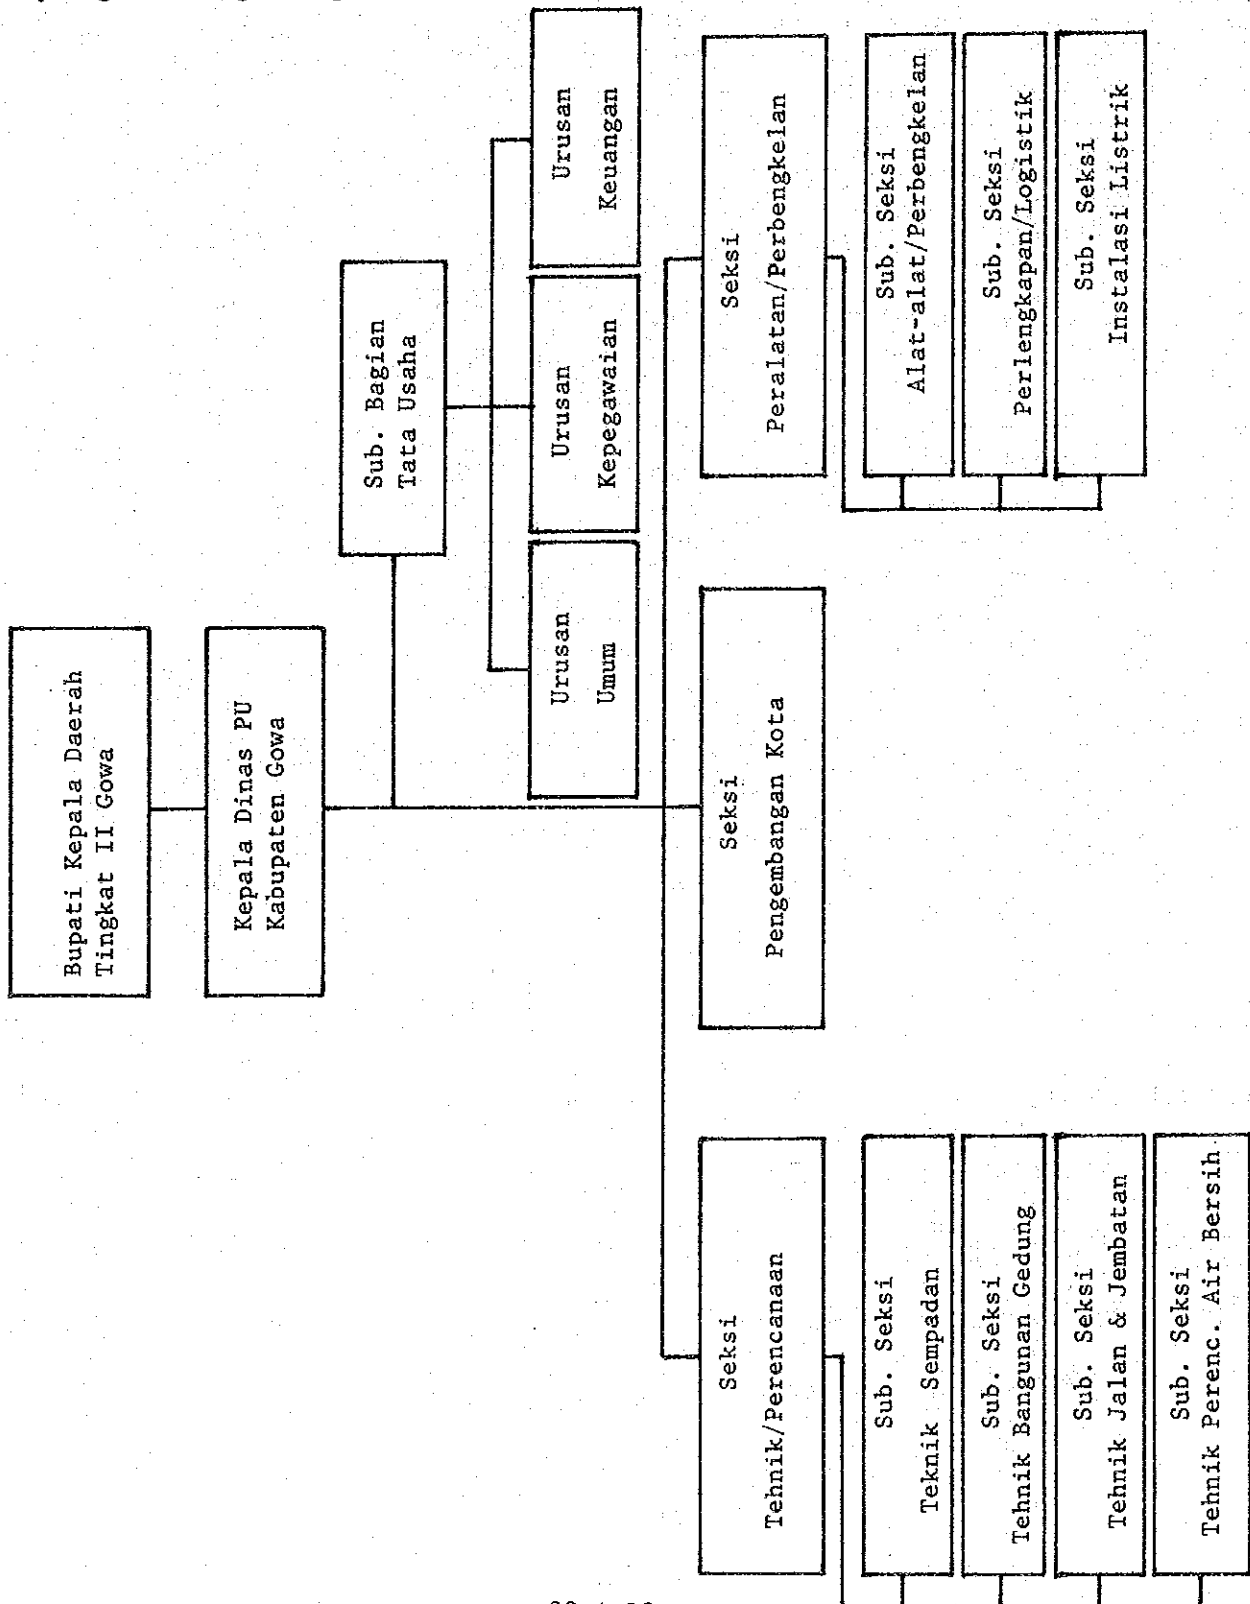 Bupati Kepala Daerah
Tingkat II Gowa
Kepala Dinas PU
Kabupaten Gowa
Sub. Bagian
Tata Usaha
Urusan
Umum
Urusan
Kepegawaian
Urusan
Keuangan
Seksi
Tehnik/Perencanaan
Seksi
Pengembangan Kota
Seksi
Peralatan/Perbengkelan
Sub. Seksi
Teknik Sempadan
Sub. Seksi
Tehnik Bangunan Gedung
Sub. Seksi
Tehnik Jalan & Jembatan
Sub. Seksi
Tehnik Perenc. Air Bersih
Sub. Seksi
Alat-alat/Perbengkelan
Sub. Seksi
Perlengkapan/Logistik
Sub. Seksi
Instalasi Listrik